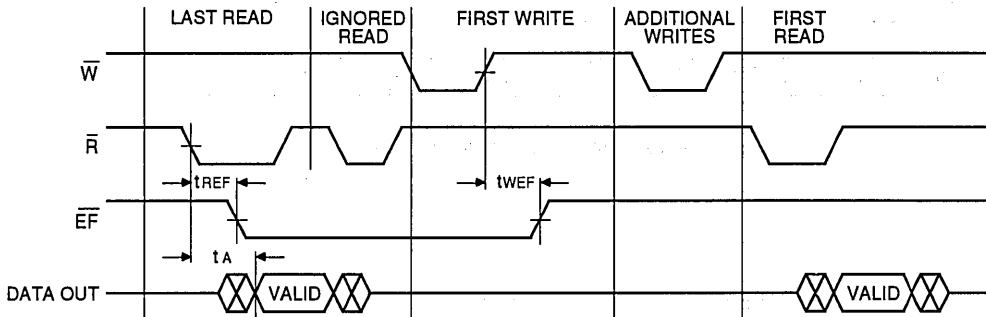 LAST READ
IGNORED READ
FIRST WRITE
ADDITIONAL WRITES
FIRST READ
W
R
tREF
tWEF
EF
tA
DATA OUT
VALID
VALID